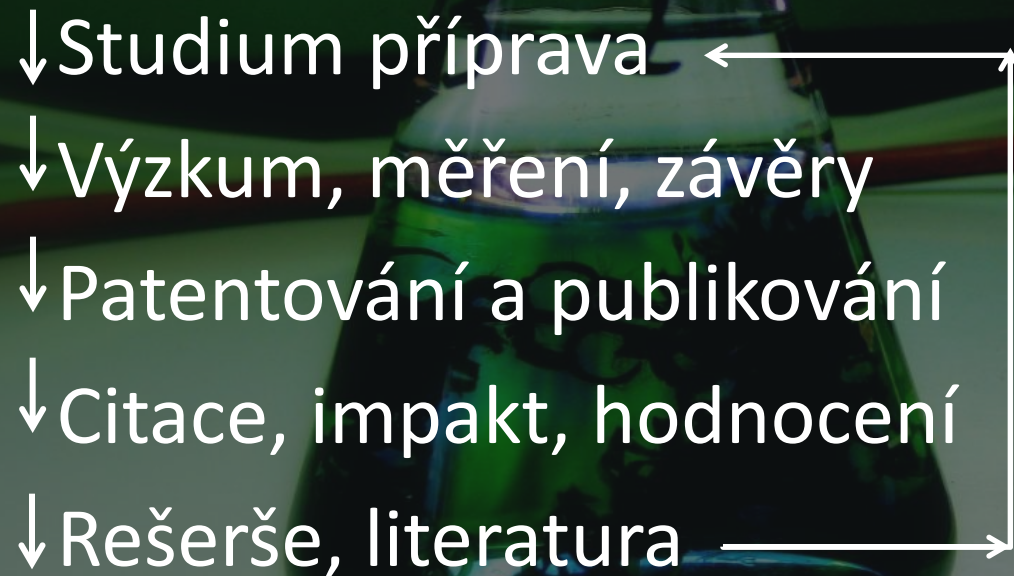 Studium příprava
Výzkum, měření, závěry
Patentování a publikování
Citace, impakt, hodnocení
Rešerše, literatura